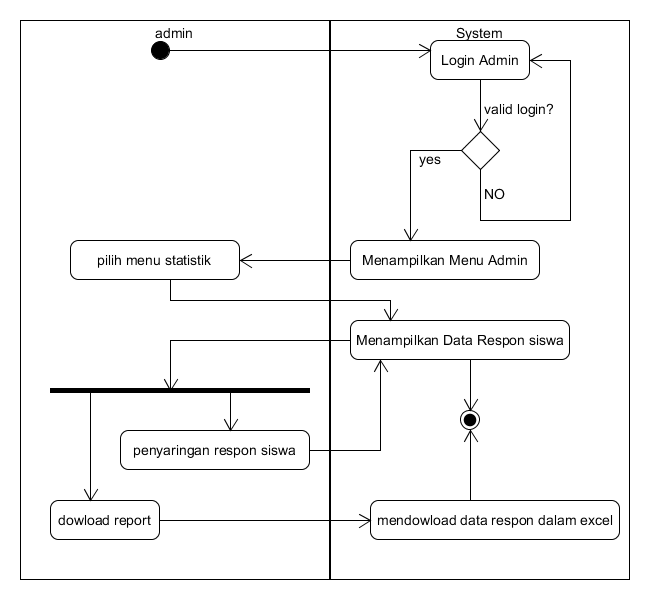 admin
System
Login Admin
valid login?
yes
NO
pilih menu statistik
Menampilkan Menu Admin
Menampilkan Data Respon siswa
penyaringan respon siswa
dowload report
mendowload data respon dalam excel